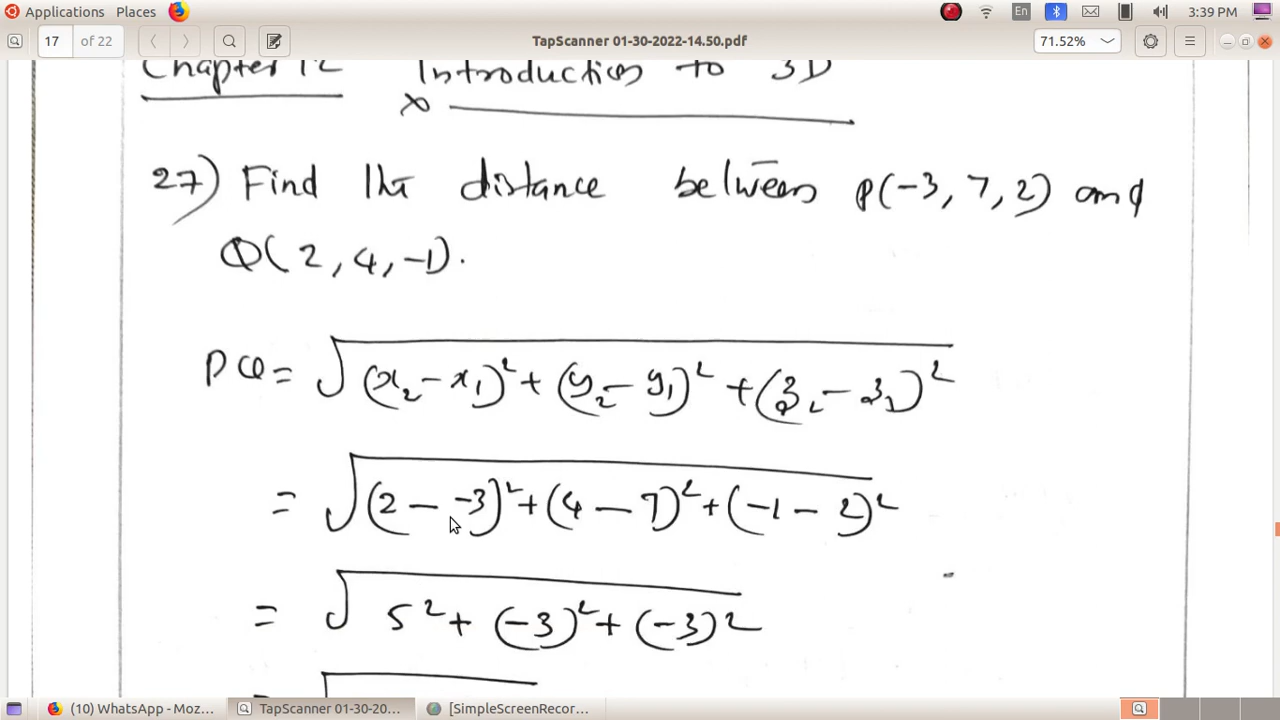 Applications Places En 3:39 PM
17 of 22 TapScanner 01-30-2022-14.50.pdf 71.52%
Chapter 12 Introduction to 3D
27) Find the distance between P(-3, 7, 2) and
Q(2, 4, -1).
PQ = √(x₂ - x₁)² + (y₂ - y₁)² + (z₂ - z₁)²
= √(2 - -3)² + (4 - 7)² + (-1 - 2)²
= √5² + (-3)² + (-3)²
(10) WhatsApp - Moz... TapScanner 01-30-20... [SimpleScreenRecor...